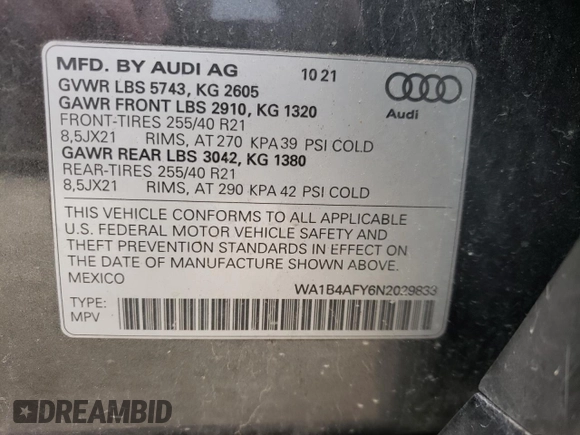 MFD. BY AUDI AG 10 21
GVWR LBS 5743, KG 2605
GAWR FRONT LBS 2910, KG 1320
FRONT-TIRES 255/40 R21
8,5JX21 RIMS, AT 270 KPA 39 PSI COLD
GAWR REAR LBS 3042, KG 1380
REAR-TIRES 255/40 R21
8,5JX21 RIMS, AT 290 KPA 42 PSI COLD
Audi
THIS VEHICLE CONFORMS TO ALL APPLICABLE
U.S. FEDERAL MOTOR VEHICLE SAFETY AND
THEFT PREVENTION STANDARDS IN EFFECT ON
THE DATE OF MANUFACTURE SHOWN ABOVE.
MEXICO
WA1B4AFY6N2029833
TYPE:
MPV
DREAMBID